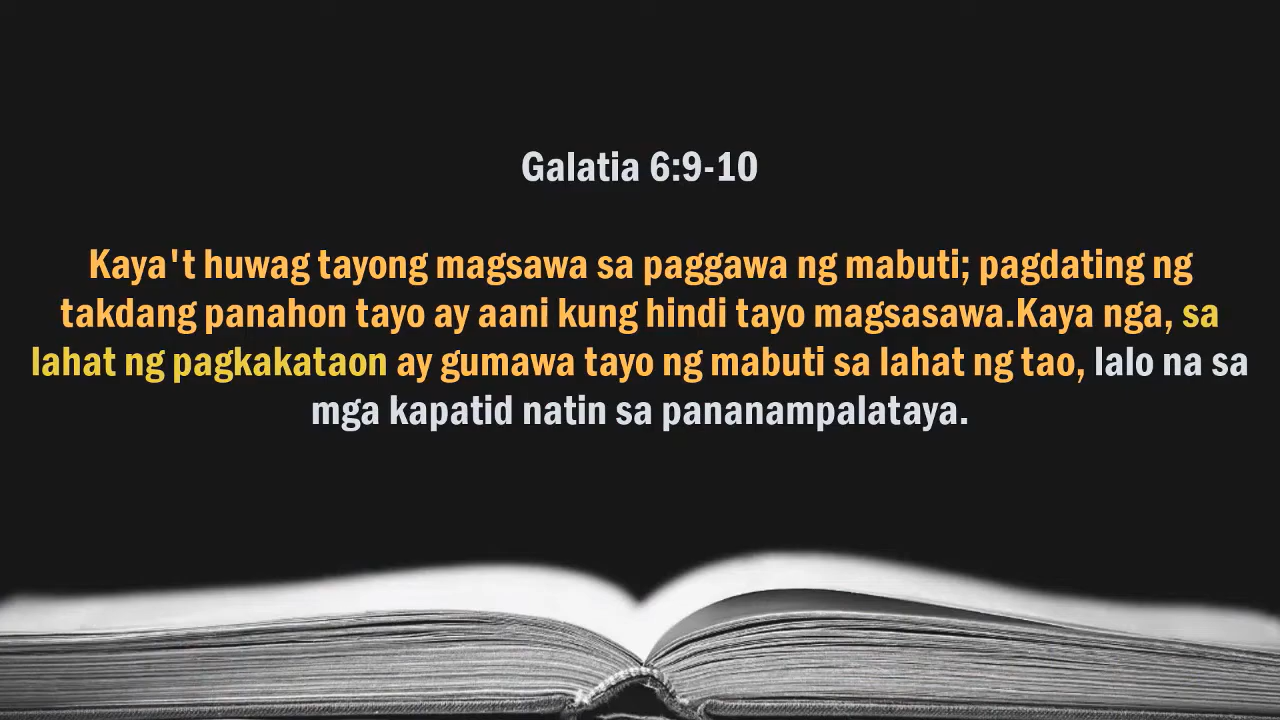 Galatia 6:9-10
Kaya't huwag tayong magsawa sa paggawa ng mabuti; pagdating ng
takdang panahon tayo ay aani kung hindi tayo magsasawa.Kaya nga, sa
lahat ng pagkakataon ay gumawa tayo ng mabuti sa lahat ng tao, lalo na sa
mga kapatid natin sa pananampalataya.